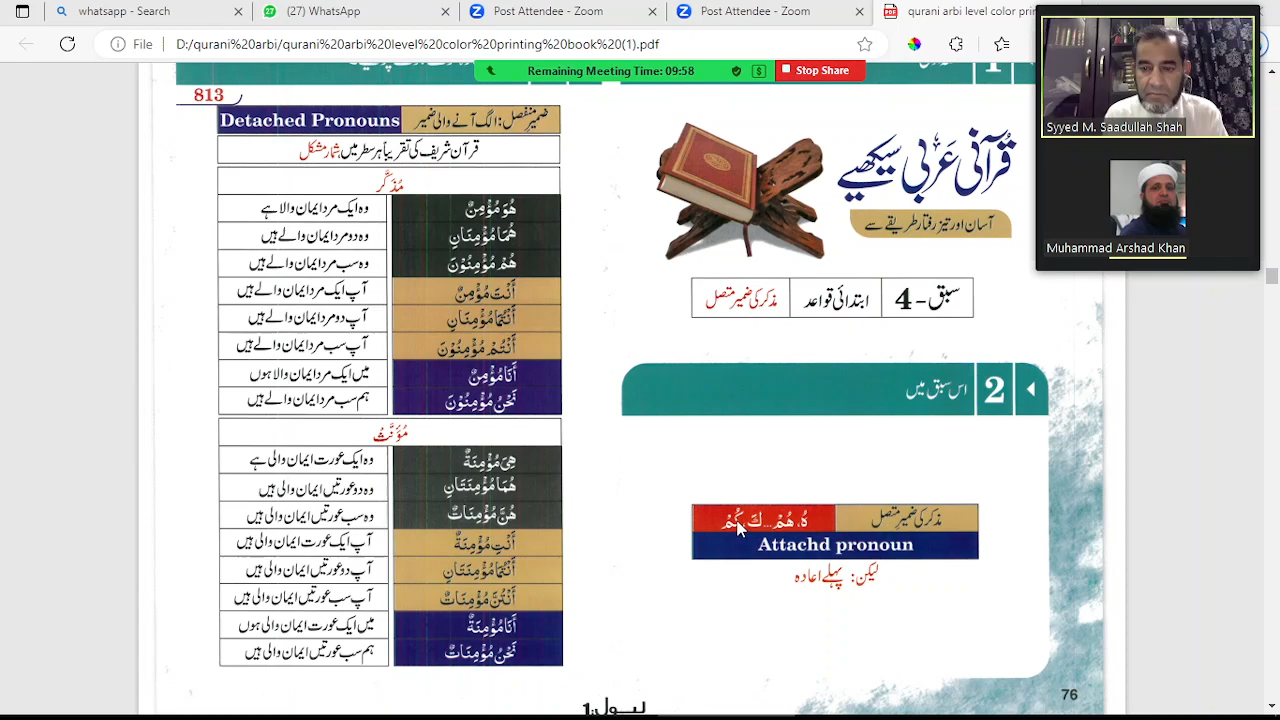 whatsapp - Search
(27) WhatsApp
Post Attendee - Zoom
Post Attendee - Zoom
qurani arbi level color prin
File
D:/qurani%20arbi/qurani%20arbi%20level%20color%20printing%20book%20(1).pdf
Remaining Meeting Time: 09:58
Stop Share
Syyed M. Saadullah Shah
Muhammad Arshad Khan
1
813
Detached Pronouns
ضمیرِ منفصل: الگ آنے والی ضمیر
قرآن شریف کی تقریباً ہر سطر میں شمار مشکل
مُذَکَّر
هُوَ مُؤْمِنٌ
وہ ایک مرد ایمان والا ہے
هُمَا مُؤْمِنَانِ
وہ دو مرد ایمان والے ہیں
هُمْ مُؤْمِنُوْنَ
وہ سب مرد ایمان والے ہیں
أَنْتَ مُؤْمِنٌ
آپ ایک مرد ایمان والے ہیں
أَنْتُمَا مُؤْمِنَانِ
آپ دو مرد ایمان والے ہیں
أَنْتُمْ مُؤْمِنُوْنَ
آپ سب مرد ایمان والے ہیں
أَنَا مُؤْمِنٌ
میں ایک مرد ایمان والا ہوں
نَحْنُ مُؤْمِنُوْنَ
ہم سب مرد ایمان والے ہیں
مُؤَنَّثُ
هِيَ مُؤْمِنَةٌ
وہ ایک عورت ایمان والی ہے
هُمَا مُؤْمِنَتَانِ
وہ دو عورتیں ایمان والی ہیں
هُنَّ مُؤْمِنَاتٌ
وہ سب عورتیں ایمان والی ہیں
أَنْتِ مُؤْمِنَةٌ
آپ ایک عورت ایمان والی ہیں
أَنْتُمَا مُؤْمِنَتَانِ
آپ دو عورتیں ایمان والی ہیں
أَنْتُنَّ مُؤْمِنَاتٌ
آپ سب عورتیں ایمان والی ہیں
أَنَا مُؤْمِنَةٌ
میں ایک عورت ایمان والی ہوں
نَحْنُ مُؤْمِنَاتٌ
ہم سب عورتیں ایمان والی ہیں
قُرآنی عَرَبی سیکھیے
آسان اور تیز رفتار طریقے سے
سبق - 4
ابتدائی قواعد
مذکر کی ضمیر متصل
2
اس سبق میں
مذکر کی ضمیرِ متصل
هُ، هُمْ...كَ، كُمْ
Attachd pronoun
لیکن: پہلے اعادہ
76
لیول:1